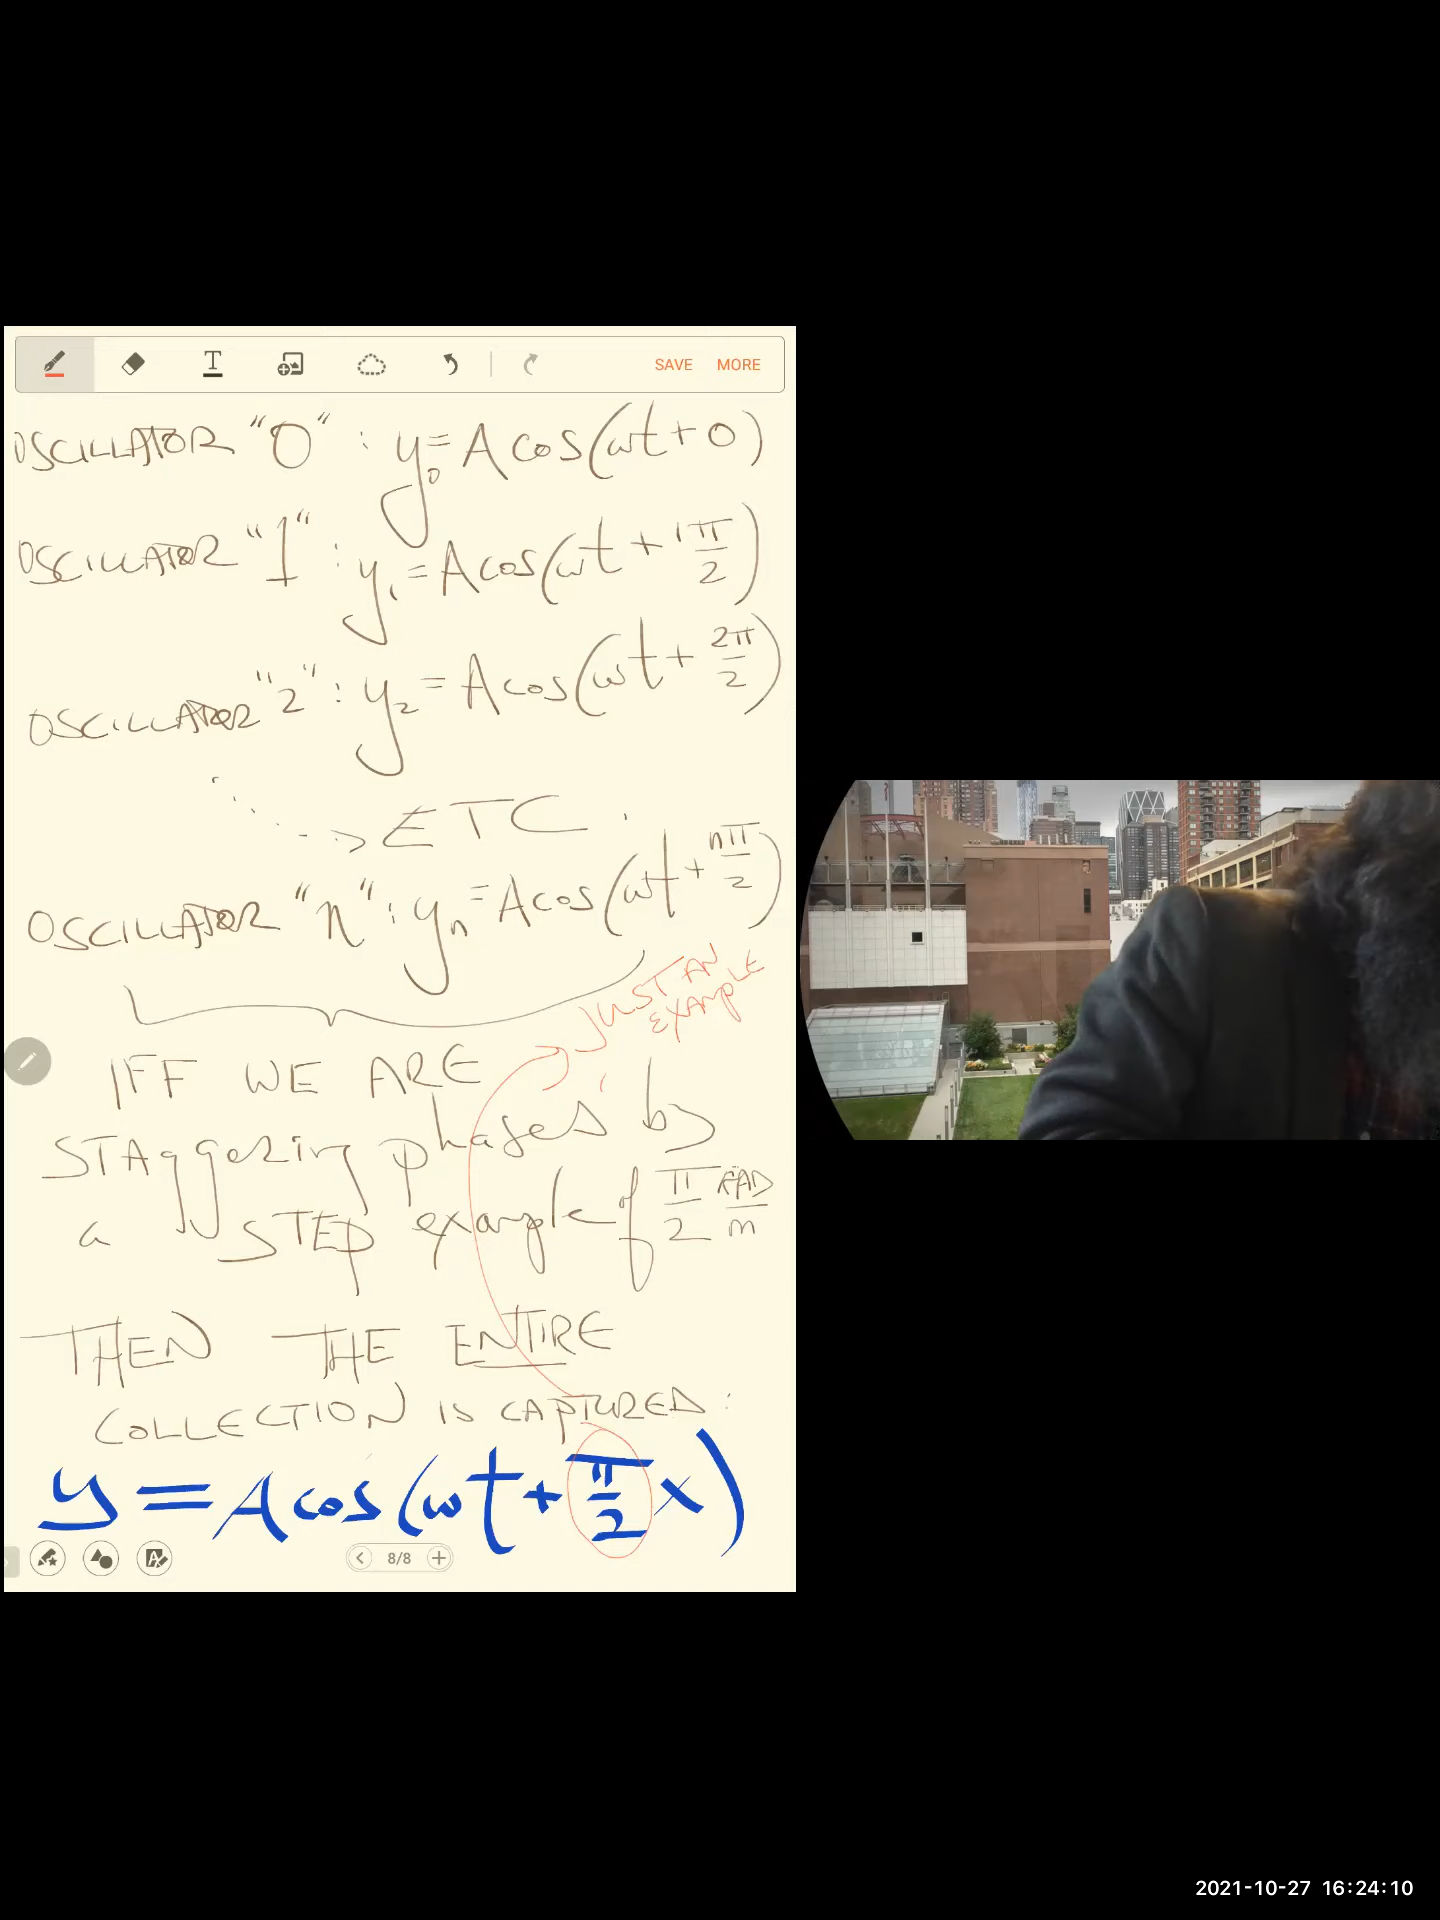 T SAVE MORE
OSCILLATOR "0" : y₀ = A cos(ωt + 0)
OSCILLATOR "1" : y₁ = A cos(ωt + 1π/2)
OSCILLATOR "2" : y₂ = A cos(ωt + 2π/2)
ETC.
OSCILLATOR "n" : yₙ = A cos(ωt + nπ/2)
JUST AN
EXAMPLE
IFF WE ARE
STAggering phases by
a STEP example of π/2 RAD/m
THEN THE ENTIRE
COLLECTION IS CAPTURED :
y = A cos(ωt + π/2 x)
8/8
2021-10-27 16:24:10